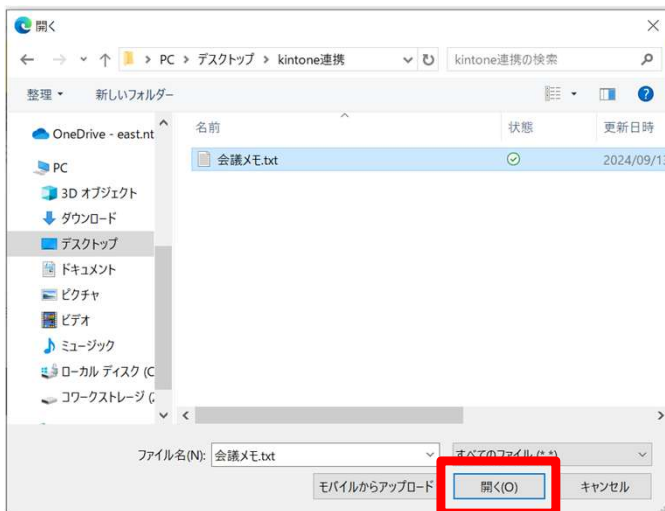 開く
PC > デスクトップ > kintone連携
kintone連携の検索
整理
新しいフォルダー
名前
状態
更新日時
OneDrive - east.nt
PC
3D オブジェクト
ダウンロード
デスクトップ
ドキュメント
ピクチャ
ビデオ
ミュージック
ローカル ディスク (C
コワークストレージ (
会議メモ.txt
2024/09/13
ファイル名(N):
会議メモ.txt
すべてのファイル (*.*)
モバイルからアップロード
開く(O)
キャンセル